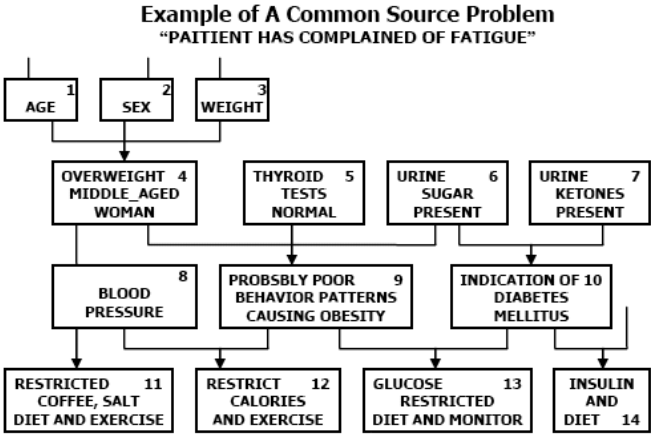 Example of A Common Source Problem
“PAITIENT HAS COMPLAINED OF FATIGUE”
1
AGE
2
SEX
3
WEIGHT
OVERWEIGHT 4
MIDDLE_AGED
WOMAN
THYROID 5
TESTS
NORMAL
URINE 6
SUGAR
PRESENT
URINE 7
KETONES
PRESENT
8
BLOOD
PRESSURE
PROBSBLY POOR 9
BEHAVIOR PATTERNS
CAUSING OBESITY
INDICATION OF 10
DIABETES
MELLITUS
RESTRICTED 11
COFFEE, SALT
DIET AND EXERCISE
RESTRICT 12
CALORIES
AND EXERCISE
GLUCOSE 13
RESTRICTED
DIET AND MONITOR
INSULIN
AND
DIET 14